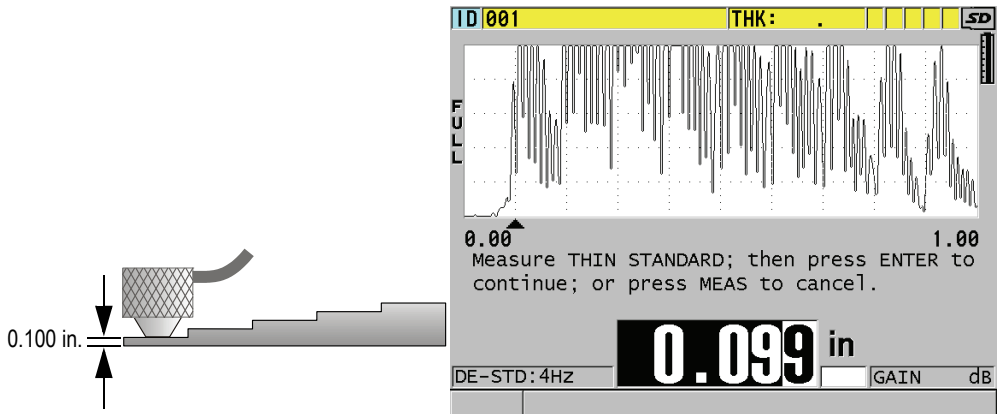 ID 001 THK: . SD
FULL
0.00 1.00
Measure THIN STANDARD; then press ENTER to
continue; or press MEAS to cancel.
0.100 in.
0.099 in
DE-STD:4Hz GAIN dB